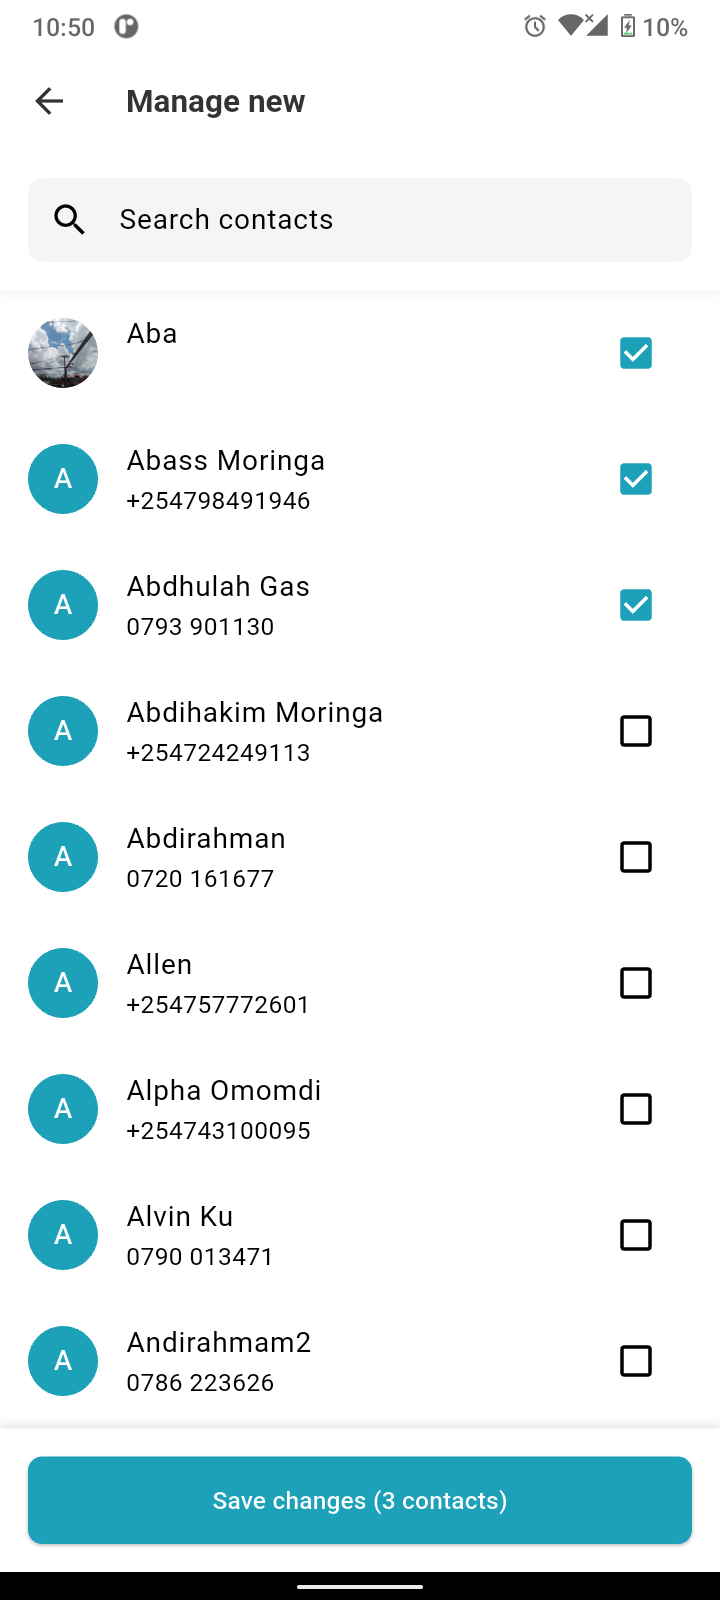 10:50
10%
Manage new
Search contacts
Aba
A
Abass Moringa
+254798491946
A
Abdhulah Gas
0793 901130
A
Abdihakim Moringa
+254724249113
A
Abdirahman
0720 161677
A
Allen
+254757772601
A
Alpha Omomdi
+254743100095
A
Alvin Ku
0790 013471
A
Andirahmam2
0786 223626
Save changes (3 contacts)